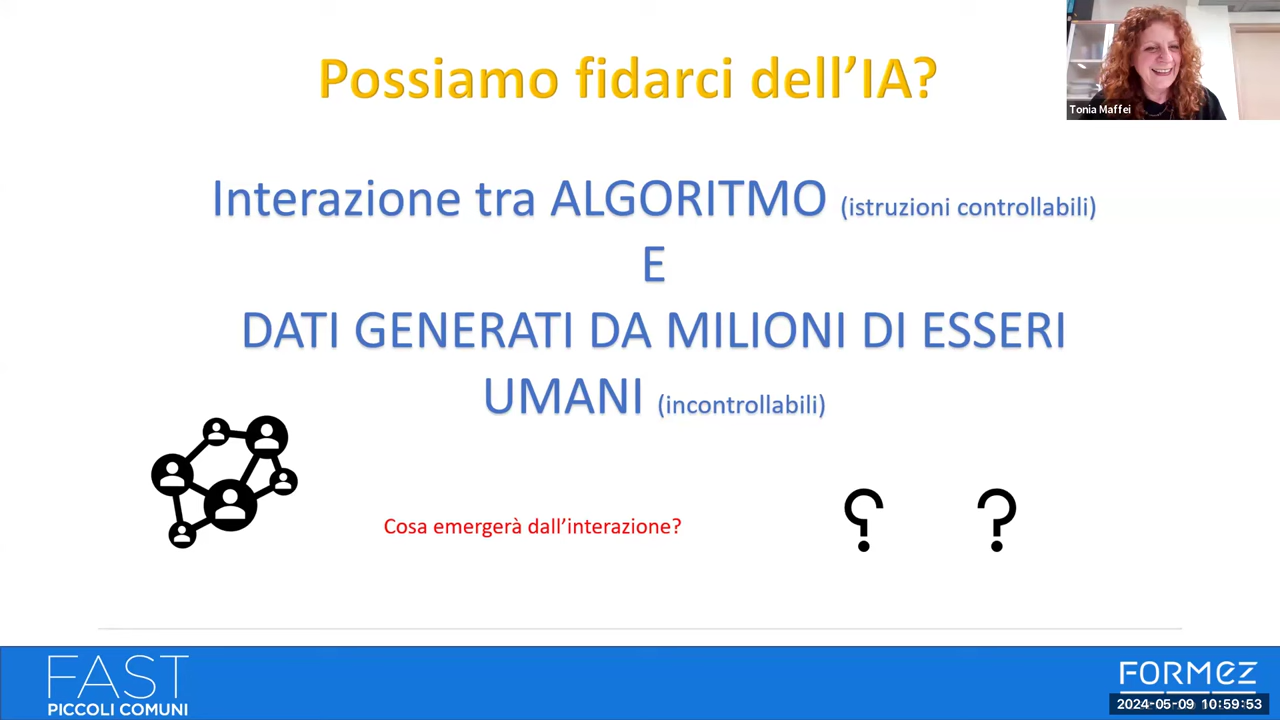 Possiamo fidarci dell’IA?
Tonia Maffei
Interazione tra ALGORITMO (istruzioni controllabili)
E
DATI GENERATI DA MILIONI DI ESSERI
UMANI (incontrollabili)
Cosa emergerà dall’interazione?
? ?
FAST
PICCOLI COMUNI
FORMEZ
2024-05-09 10:59:53